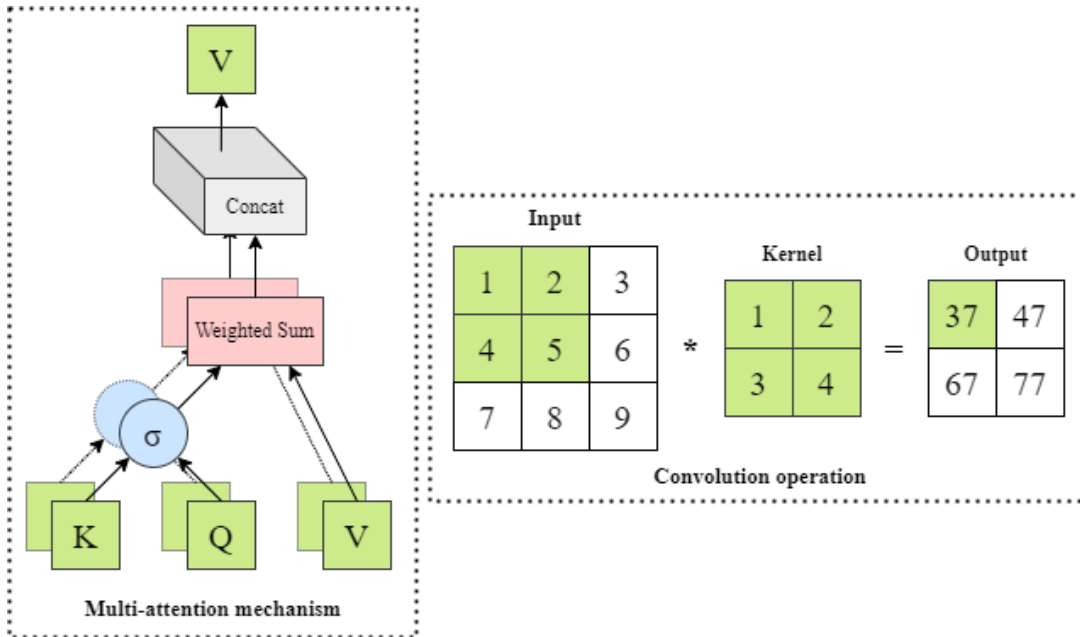 V
Concat
Weighted Sum
σ
K Q V
Multi-attention mechanism
Input
Kernel
Output
1 2 3
4 5 6
7 8 9
*
1 2
3 4
=
37 47
67 77
Convolution operation